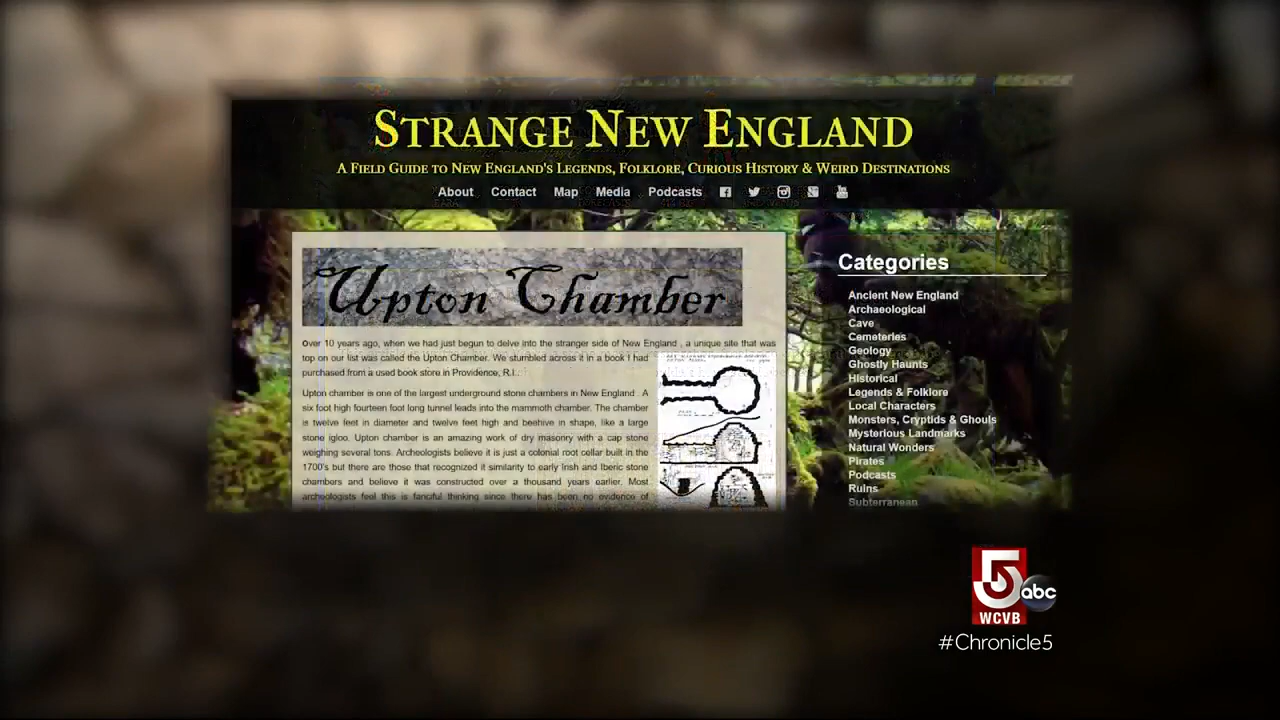 STRANGE NEW ENGLAND
A FIELD GUIDE TO NEW ENGLAND'S LEGENDS, FOLKLORE, CURIOUS HISTORY & WEIRD DESTINATIONS
About Contact Map Media Podcasts
Upton Chamber
Over 10 years ago, when we had just begun to delve into the stranger side of New England , a unique site that was
top on our list was called the Upton Chamber. We stumbled across it in a book I had
purchased from a used book store in Providence, R.I..
Upton chamber is one of the largest underground stone chambers in New England . A
six foot high fourteen foot long tunnel leads into the mammoth chamber. The chamber
is twelve feet in diameter and twelve feet high and beehive in shape, like a large
stone igloo. Upton chamber is an amazing work of dry masonry with a cap stone
weighing several tons. Archeologists believe it is just a colonial root cellar built in the
1700's but there are those that recognized it similarity to early Irish and Iberic stone
chambers and believe it was constructed over a thousand years earlier. Most
archeologists feel this is fanciful thinking since there has been no evidence of
Categories
Ancient New England
Archaeological
Cave
Cemeteries
Geology
Ghostly Haunts
Historical
Legends & Folklore
Local Characters
Monsters, Cryptids & Ghouls
Mysterious Landmarks
Natural Wonders
Pirates
Podcasts
Ruins
Subterranean
5 abc
WCVB
#Chronicle5